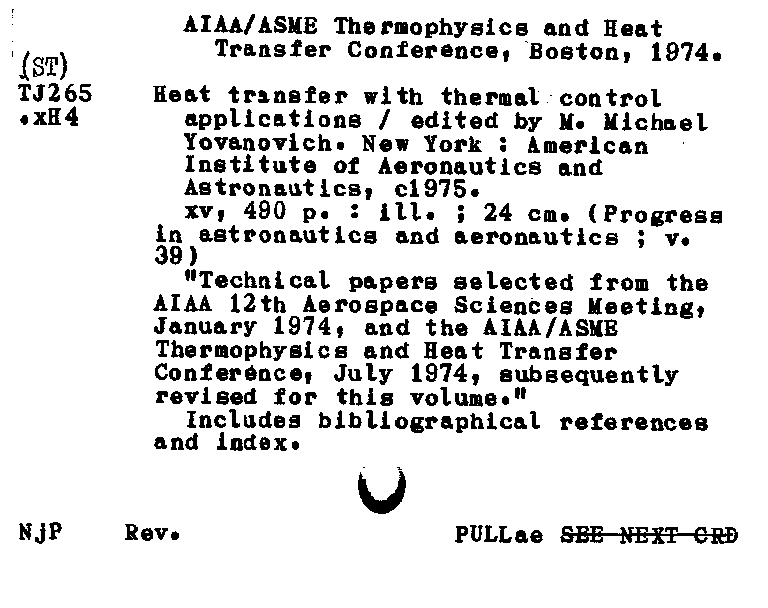 AIAA/ASME Thermophysics and Heat
Transfer Conference, Boston, 1974.
(ST)
TJ265
.xH4
Heat transfer with thermal control
applications / edited by M. Michael
Yovanovich. New York : American
Institute of Aeronautics and
Astronautics, c1975.
xv, 490 p. : ill. ; 24 cm. (Progress
in astronautics and aeronautics ; v.
39)
"Technical papers selected from the
AIAA 12th Aerospace Sciences Meeting,
January 1974, and the AIAA/ASME
Thermophysics and Heat Transfer
Conference, July 1974, subsequently
revised for this volume."
Includes bibliographical references
and index.
NjP Rev. PULLae SEE NEXT CRD